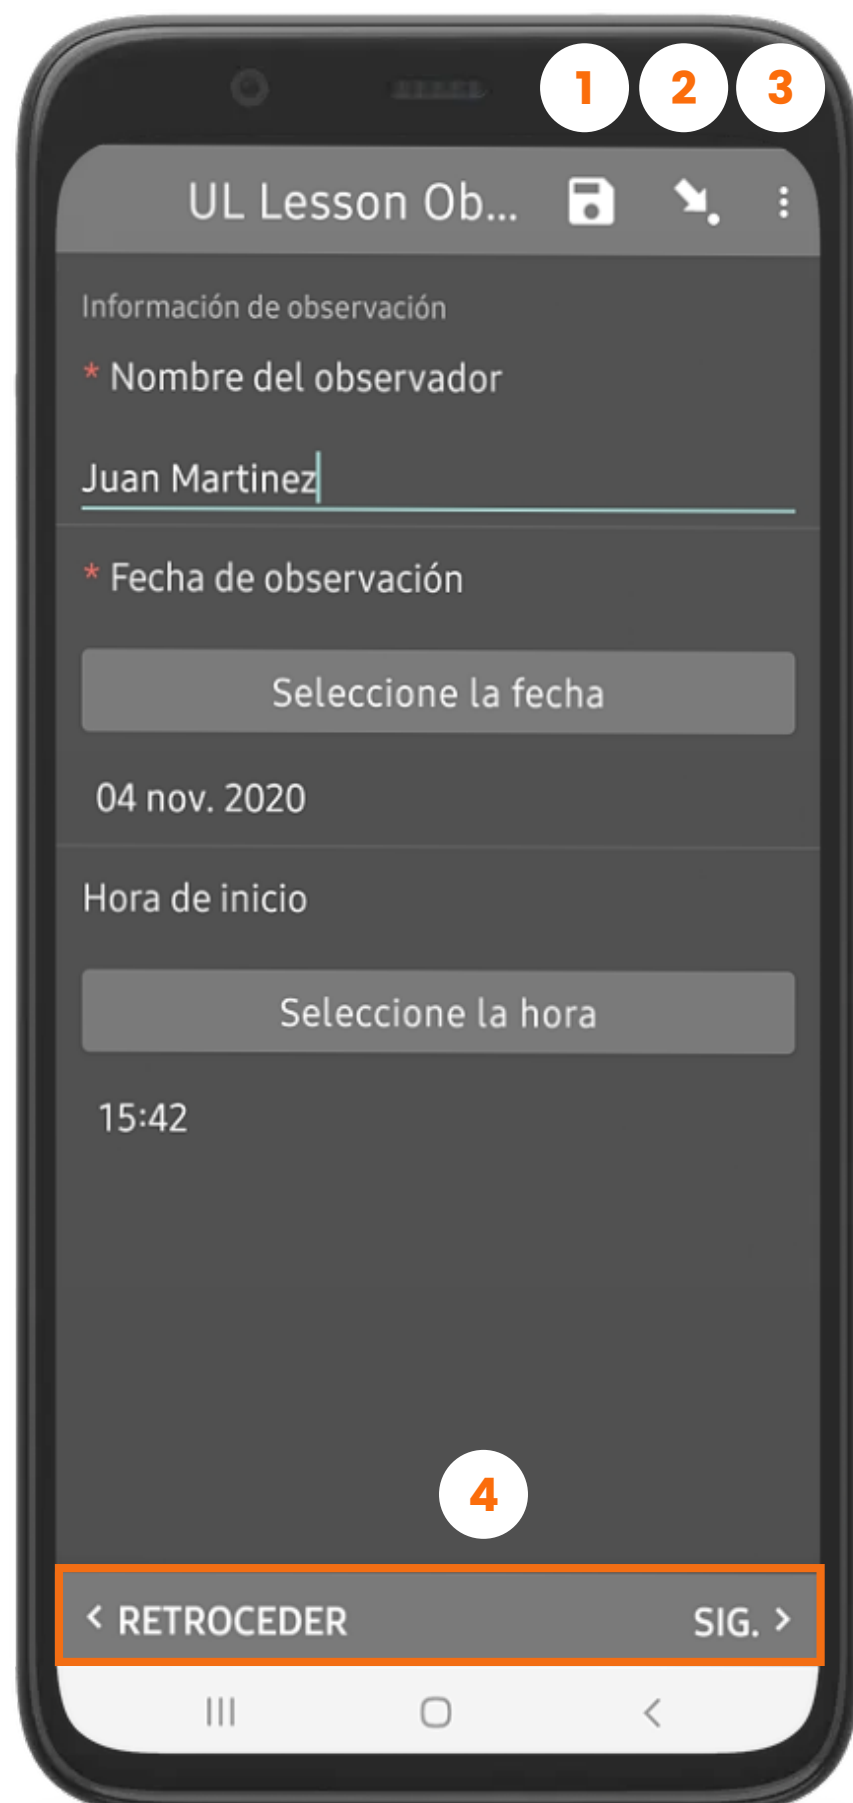 1 2 3
UL Lesson Ob...
Información de observación
* Nombre del observador
Juan Martinez
* Fecha de observación
Seleccione la fecha
04 nov. 2020
Hora de inicio
Seleccione la hora
15:42
4
< RETROCEDER SIG. >